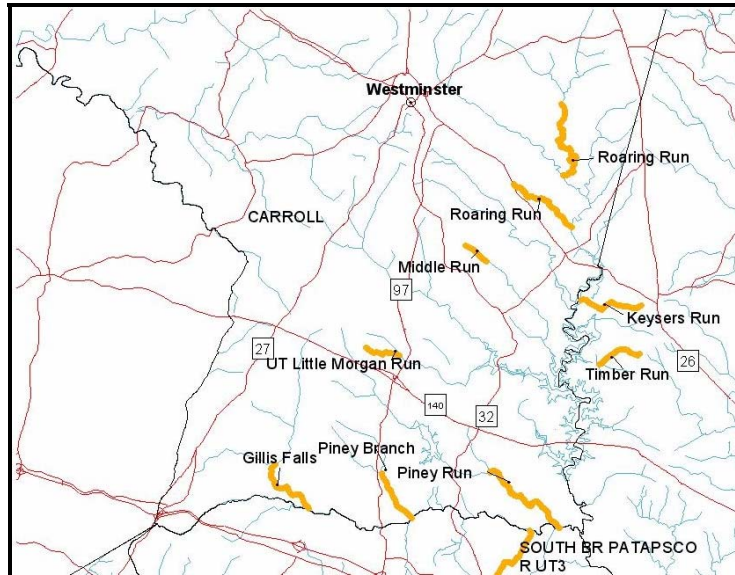 Westminster
Roaring Run
Roaring Run
CARROLL
Middle Run
97
Keysers Run
27
UT Little Morgan Run
26
Timber Run
140
32
Piney Branch
Gillis Falls
Piney Run
SOUTH BR PATAPSCO
R UT3